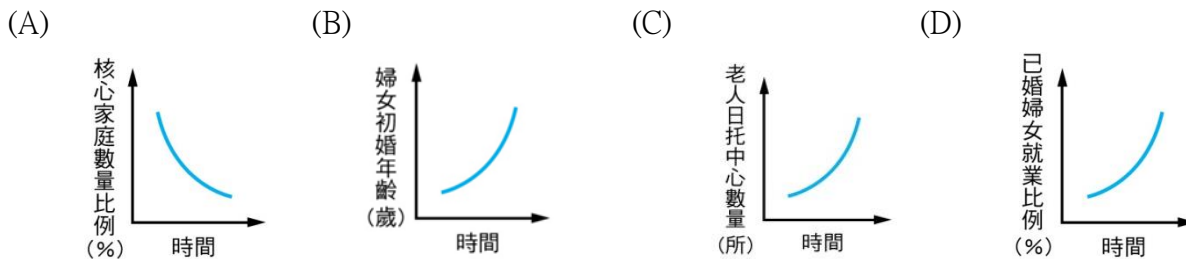 (A)
核心家庭數量比例(%)
時間
(B)
婦女初婚年齡(歲)
時間
(C)
老人日托中心數量(所)
時間
(D)
已婚婦女就業比例(%)
時間